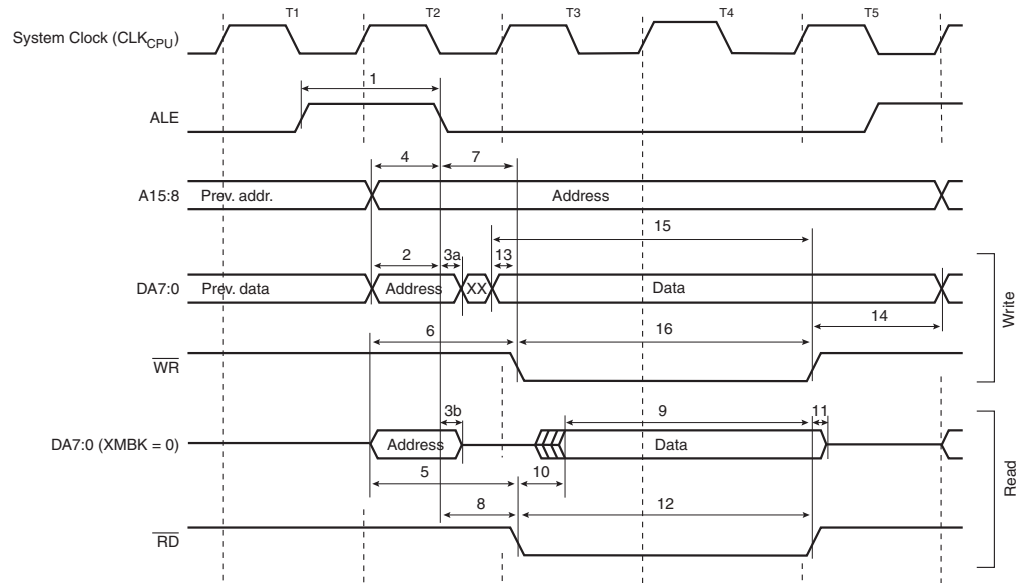 T1 T2 T3 T4 T5
System Clock (CLKCPU)
1
ALE
4 7
A15:8 Prev. addr. Address
15
2 3a 13
DA7:0 Prev. data Address XX Data
14
6 16
WR
Write
3b 9 11
DA7:0 (XMBK = 0) Address Data
5 10
Read
8 12
RD